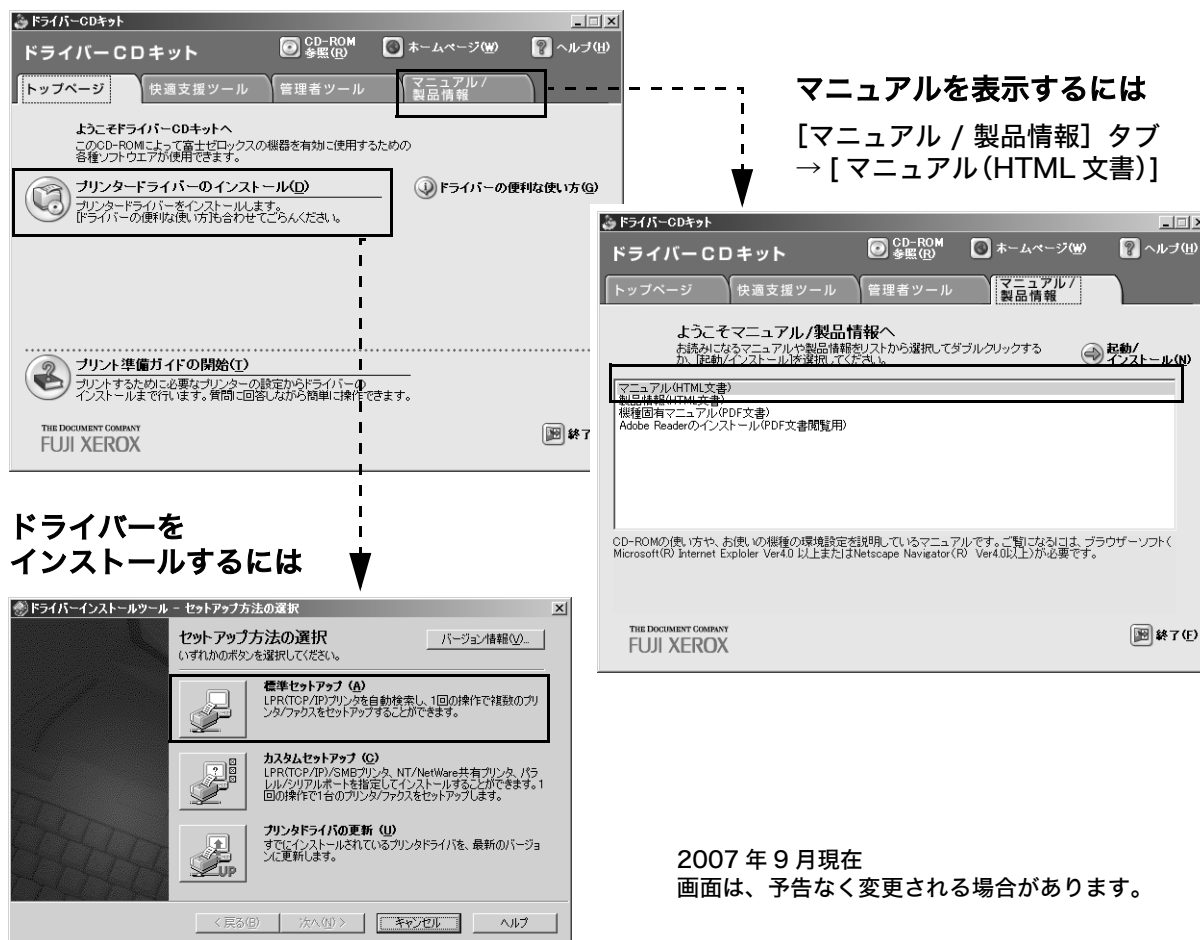 ドライバーCDキット
ドライバーCDキット
CD-ROM
参照(R)
ホームページ(W)
ヘルプ(H)
トップページ
快適支援ツール
管理者ツール
マニュアル/
製品情報
ようこそドライバーCDキットへ
このCD-ROMによって富士ゼロックスの機器を有効に使用するための
各種ソフトウエアが使用できます。
プリンタードライバーのインストール(D)
プリンタードライバーをインストールします。
[ドライバーの便利な使い方]も合わせてごらんください。
ドライバーの便利な使い方(G)
プリント準備ガイドの開始(T)
プリントするために必要なプリンターの設定からドライバーの
インストールまで行います。質問に回答しながら簡単に操作できます。
THE DOCUMENT COMPANY
FUJI XEROX
終了
マニュアルを表示するには
[マニュアル / 製品情報] タブ
→ [ マニュアル(HTML 文書)]
ドライバーCDキット
ドライバーCDキット
CD-ROM
参照(R)
ホームページ(W)
ヘルプ(H)
トップページ
快適支援ツール
管理者ツール
マニュアル/
製品情報
ようこそマニュアル/製品情報へ
お読みになるマニュアルや製品情報をリストから選択してダブルクリックする
か、[起動/インストール]を選択してください。
起動/
インストール(N)
マニュアル(HTML文書)
製品情報(HTML文書)
機種固有マニュアル(PDF文書)
Adobe Readerのインストール(PDF文書閲覧用)
CD-ROMの使い方や、お使いの機種の環境設定を説明しているマニュアルです。ご覧になるには、ブラウザーソフト(
Microsoft(R) Internet Exploler Ver4.0 以上またはNetscape Navigator(R) Ver4.0以上)が必要です。
THE DOCUMENT COMPANY
FUJI XEROX
終了(E)
ドライバーを
インストールするには
ドライバーインストールツール - セットアップ方法の選択
セットアップ方法の選択
いずれかのボタンを選択してください。
バージョン情報(V)...
標準セットアップ (A)
LPR(TCP/IP)プリンタを自動検索し、1回の操作で複数のプリ
ンタ/ファクスをセットアップすることができます。
カスタムセットアップ (C)
LPR(TCP/IP)/SMBプリンタ、NT/NetWare共有プリンタ、パラ
レル/シリアルポートを指定してインストールすることができます。1
回の操作で1台のプリンタ/ファクスをセットアップします。
プリンタドライバの更新 (U)
すでにインストールされているプリンタドライバを、最新のバージョ
ンに更新します。
UP
< 戻る(B)
次へ(N) >
キャンセル
ヘルプ
2007 年 9 月現在
画面は、予告なく変更される場合があります。